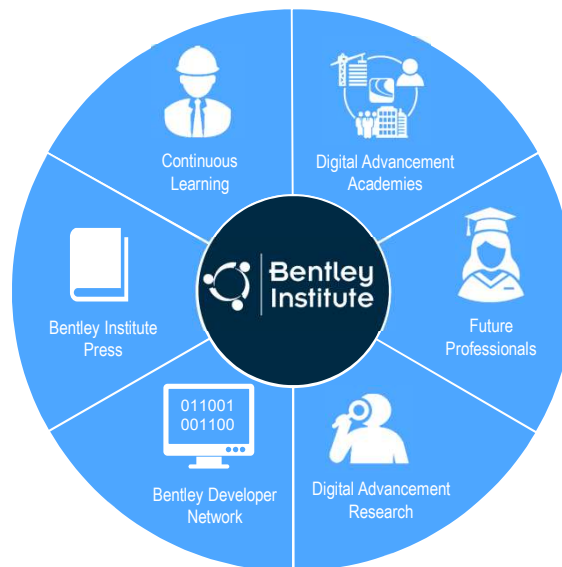 Continuous
Learning
Digital Advancement
Academies
Bentley
Institute
Bentley Institute
Press
Future
Professionals
011001
001100
Bentley Developer
Network
Digital Advancement
Research